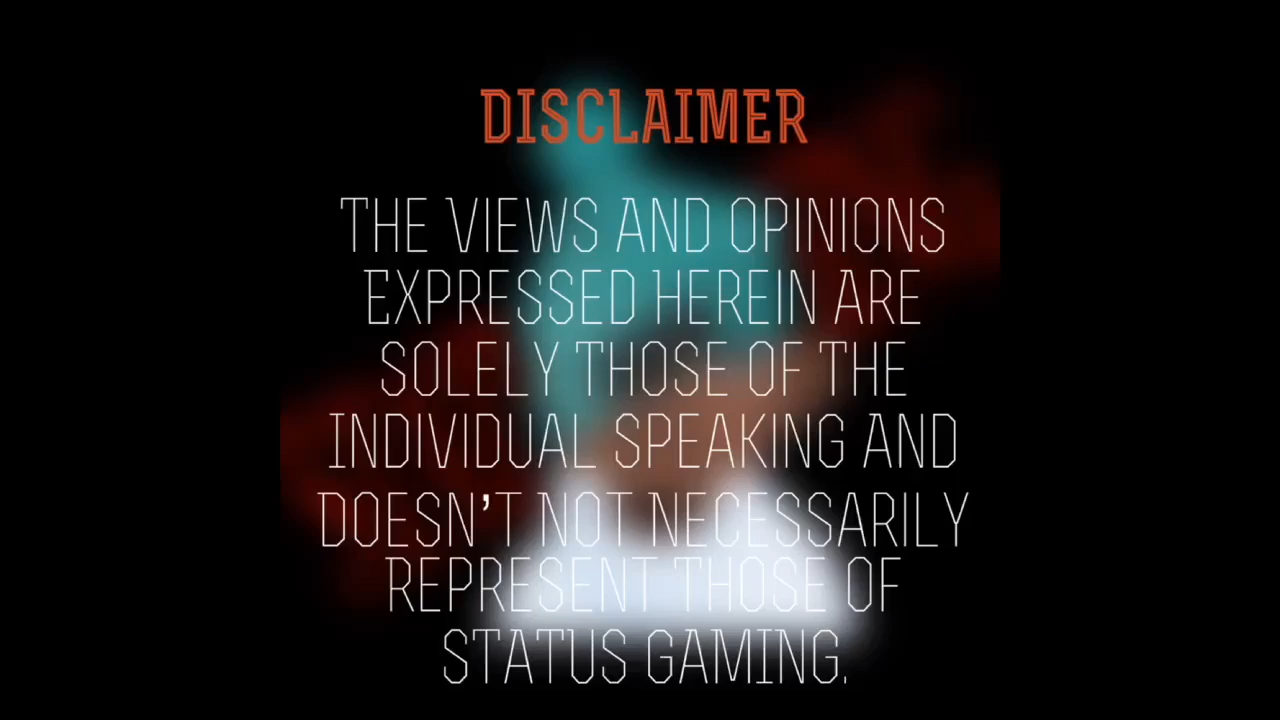 DISCLAIMER
THE VIEWS AND OPINIONS
EXPRESSED HEREIN ARE
SOLELY THOSE OF THE
INDIVIDUAL SPEAKING AND
DOESN'T NOT NECESSARILY
REPRESENT THOSE OF
STATUS GAMING.